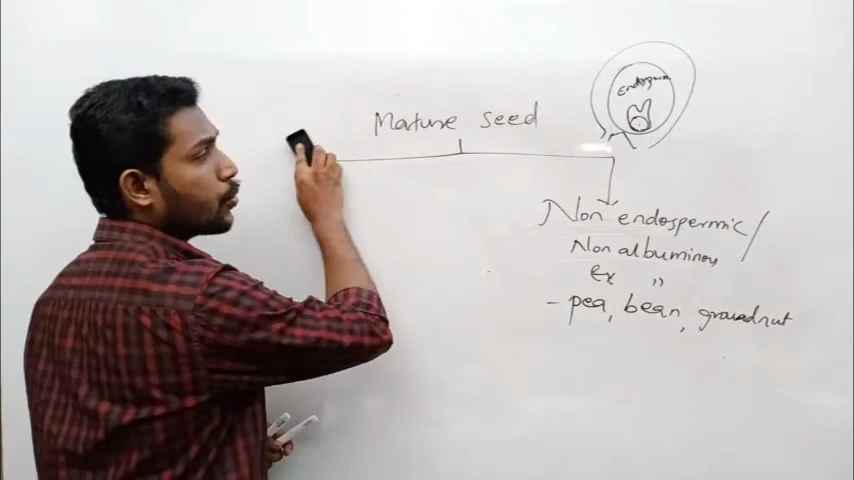 Endosperm
Mature seed
Non endospermic/
Non albuminous
Ex "
- pea, bean, groundnut